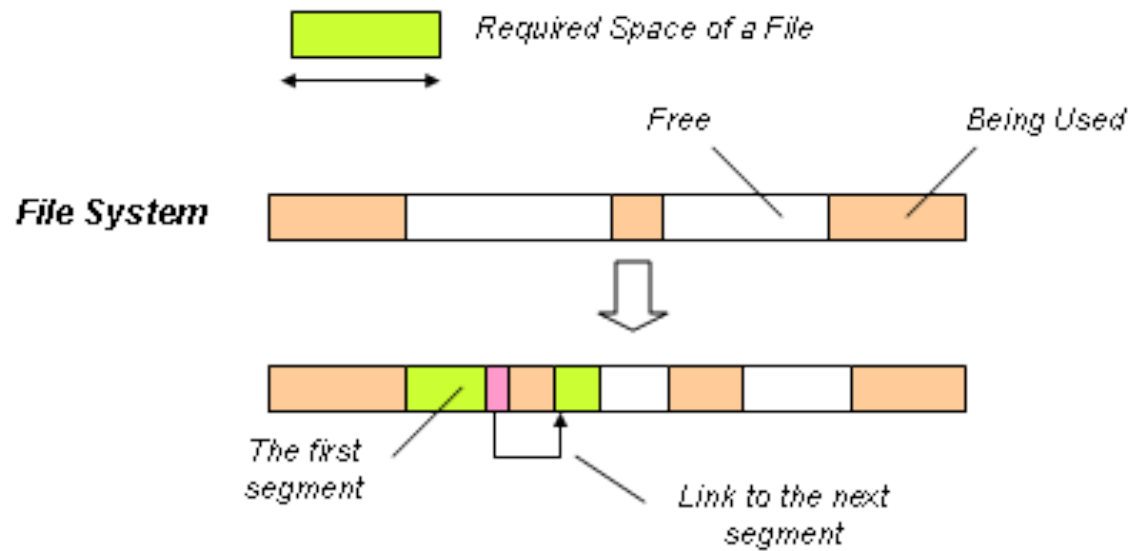 Required Space of a File
Free
Being Used
File System
The first
segment
Link to the next
segment